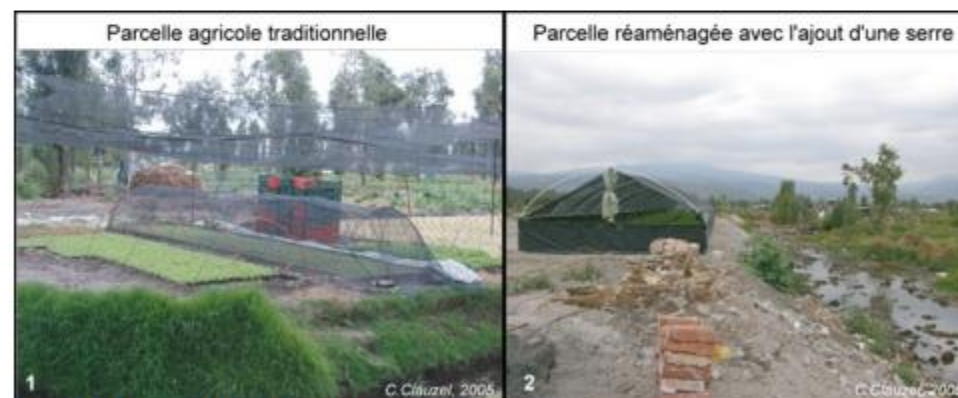 Parcelle agricole traditionnelle
Parcelle réaménagée avec l'ajout d'une serre
1
C.Clauzel, 2005
2
C.Clauzel,